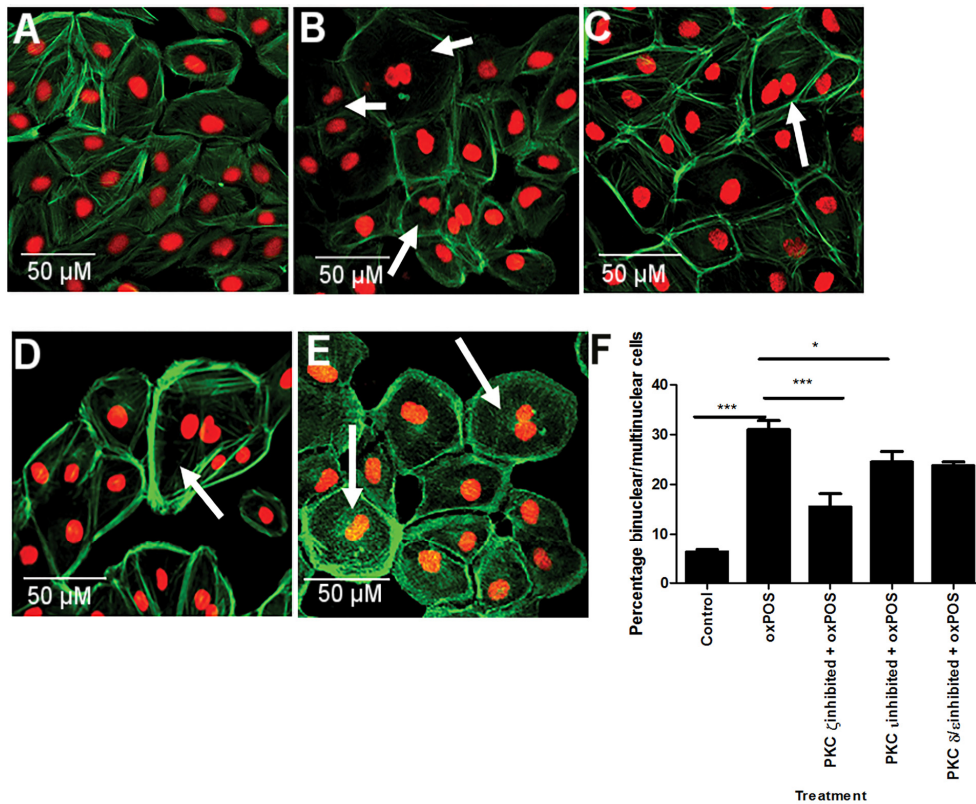 A
50 µM
B
50 µM
C
50 µM
D
50 µM
E
50 µM
F
Percentage binuclear/multinuclear cells
40
30
20
10
0
***
***
*
Control
oxPOS
PKC ζinhibited + oxPOS
PKC ιinhibited + oxPOS
PKC δ/εinhibited + oxPOS
Treatment